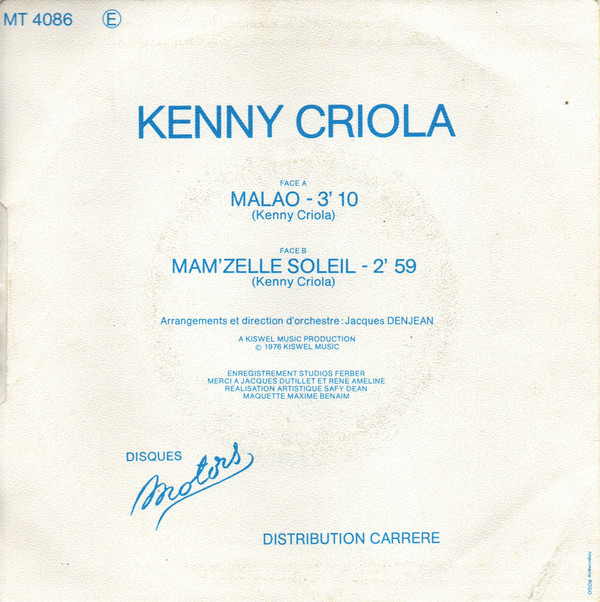 MT 4086 Ⓔ
KENNY CRIOLA
FACE A
MALAO - 3' 10
(Kenny Criola)
FACE B
MAM'ZELLE SOLEIL - 2' 59
(Kenny Criola)
Arrangements et direction d'orchestre: Jacques DENJEAN
A KISWEL MUSIC PRODUCTION
© 1976 KISWEL MUSIC
ENREGISTREMENT STUDIOS FERBER
MERCI A JACQUES DUTILLET ET RENE AMELINE
REALISATION ARTISTIQUE SAFY DEAN
MAQUETTE MAXIME BENAIM
DISQUES
Motors
DISTRIBUTION CARRERE
Imprimerie